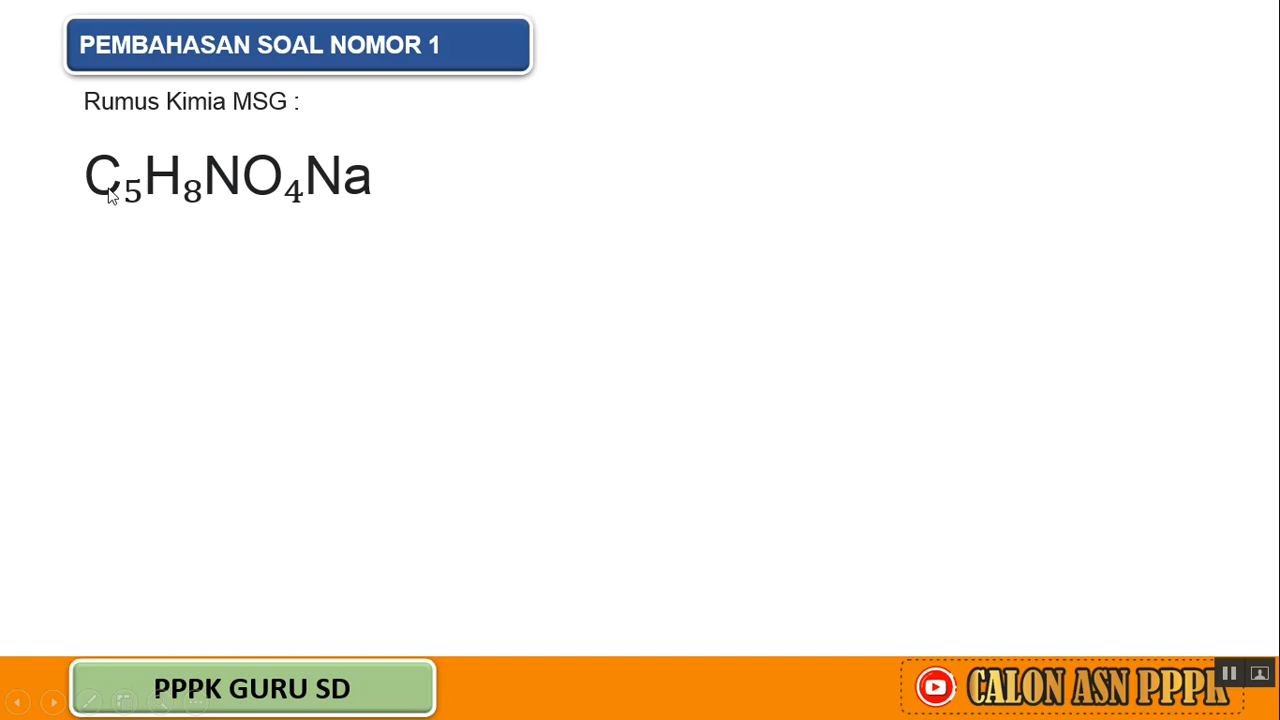 PEMBAHASAN SOAL NOMOR 1
Rumus Kimia MSG :
C₅H₈NO₄Na
PPPK GURU SD
CALON ASN PPPK